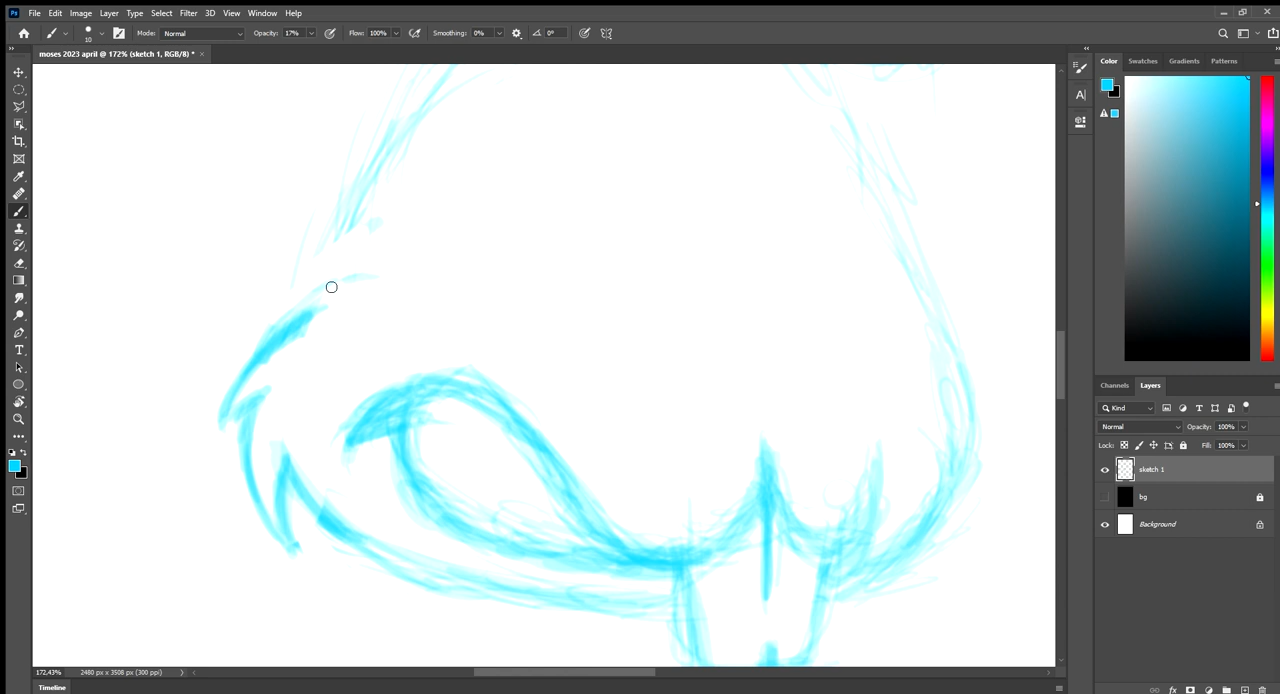 Ps File Edit Image Layer Type Select Filter 3D View Window Help
10 Mode: Normal Opacity: 17% Flow: 100% Smoothing: 0% 0°
moses 2023 april @ 172% (sketch 1, RGB/8) * ×
Color Swatches Gradients Patterns
Channels Layers
Kind
Normal Opacity: 100%
Lock: Fill: 100%
sketch 1
bg
Background
172,43% 2480 px x 3508 px (300 ppi)
Timeline